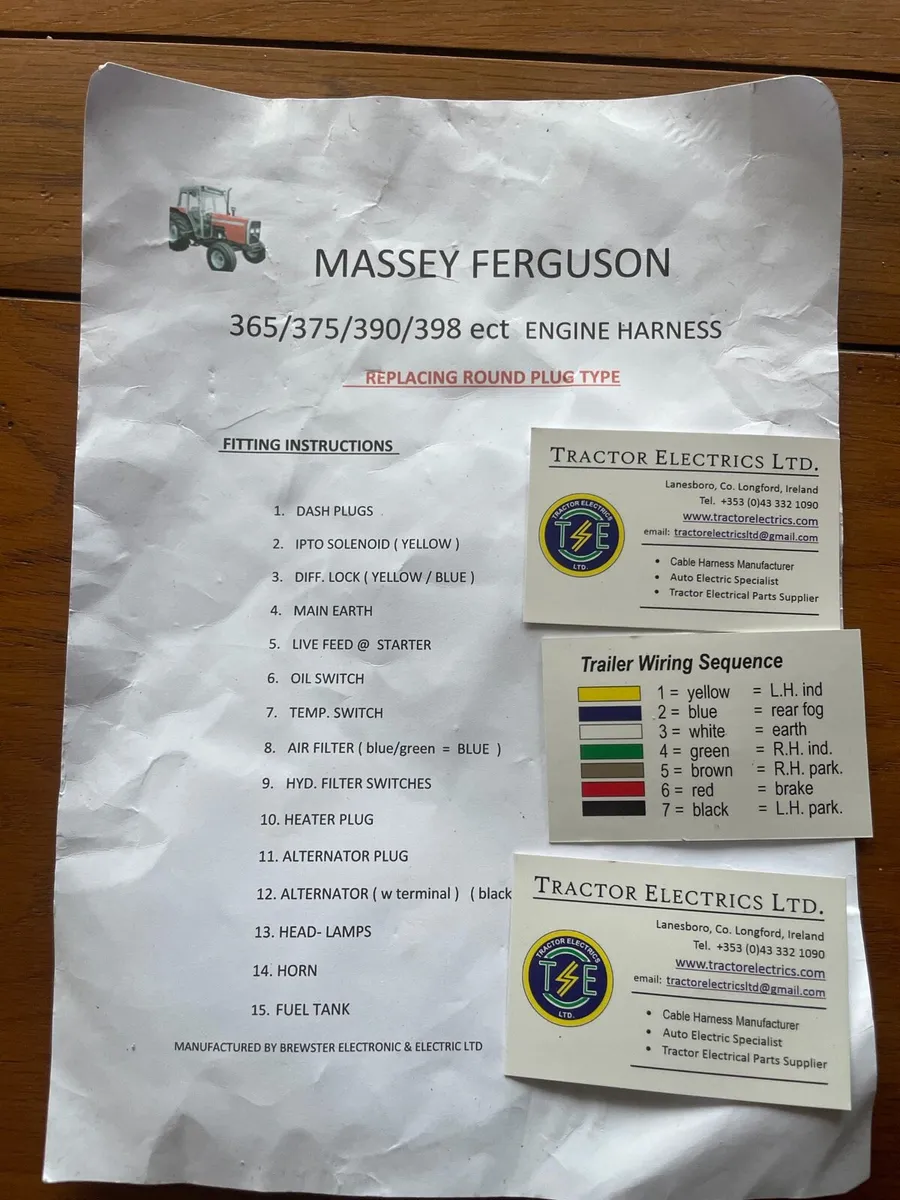 MASSEY FERGUSON
365/375/390/398 ect ENGINE HARNESS
REPLACING ROUND PLUG TYPE
FITTING INSTRUCTIONS
1. DASH PLUGS
2. IPTO SOLENOID ( YELLOW )
3. DIFF. LOCK ( YELLOW / BLUE )
4. MAIN EARTH
5. LIVE FEED @ STARTER
6. OIL SWITCH
7. TEMP. SWITCH
8. AIR FILTER ( blue/green = BLUE )
9. HYD. FILTER SWITCHES
10. HEATER PLUG
11. ALTERNATOR PLUG
12. ALTERNATOR ( w terminal ) ( black
13. HEAD- LAMPS
14. HORN
15. FUEL TANK
MANUFACTURED BY BREWSTER ELECTRONIC & ELECTRIC LTD
TRACTOR ELECTRICS LTD.
Lanesboro, Co. Longford, Ireland
Tel. +353 (0)43 332 1090
www.tractorelectrics.com
email: tractorelectricsltd@gmail.com
TRACTOR ELECTRICS
T E
LTD.
• Cable Harness Manufacturer
• Auto Electric Specialist
• Tractor Electrical Parts Supplier
Trailer Wiring Sequence
1 = yellow = L.H. ind
2 = blue = rear fog
3 = white = earth
4 = green = R.H. ind.
5 = brown = R.H. park.
6 = red = brake
7 = black = L.H. park.
TRACTOR ELECTRICS LTD.
Lanesboro, Co. Longford, Ireland
Tel. +353 (0)43 332 1090
www.tractorelectrics.com
email: tractorelectricsltd@gmail.com
TRACTOR ELECTRICS
T E
LTD.
• Cable Harness Manufacturer
• Auto Electric Specialist
• Tractor Electrical Parts Supplier